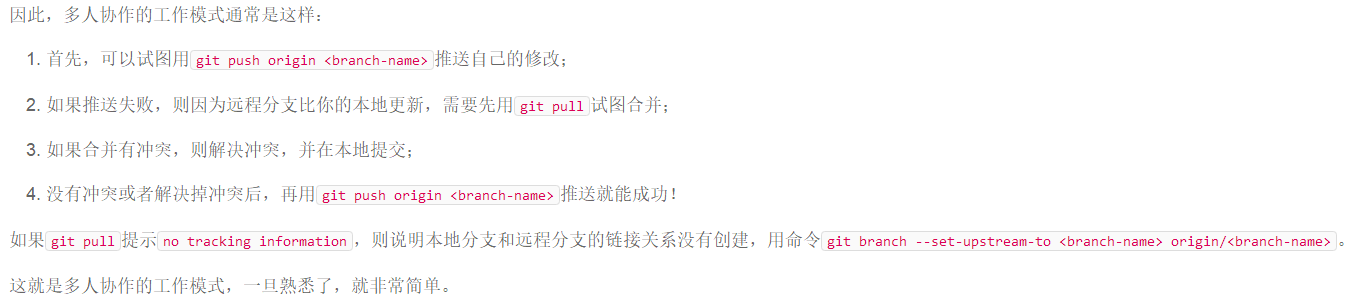 因此，多人协作的工作模式通常是这样：
1. 首先，可以试图用git push origin <branch-name>推送自己的修改；
2. 如果推送失败，则因为远程分支比你的本地更新，需要先用git pull试图合并；
3. 如果合并有冲突，则解决冲突，并在本地提交；
4. 没有冲突或者解决掉冲突后，再用git push origin <branch-name>推送就能成功！
如果git pull提示no tracking information，则说明本地分支和远程分支的链接关系没有创建，用命令git branch --set-upstream-to <branch-name> origin/<branch-name>。
这就是多人协作的工作模式，一旦熟悉了，就非常简单。